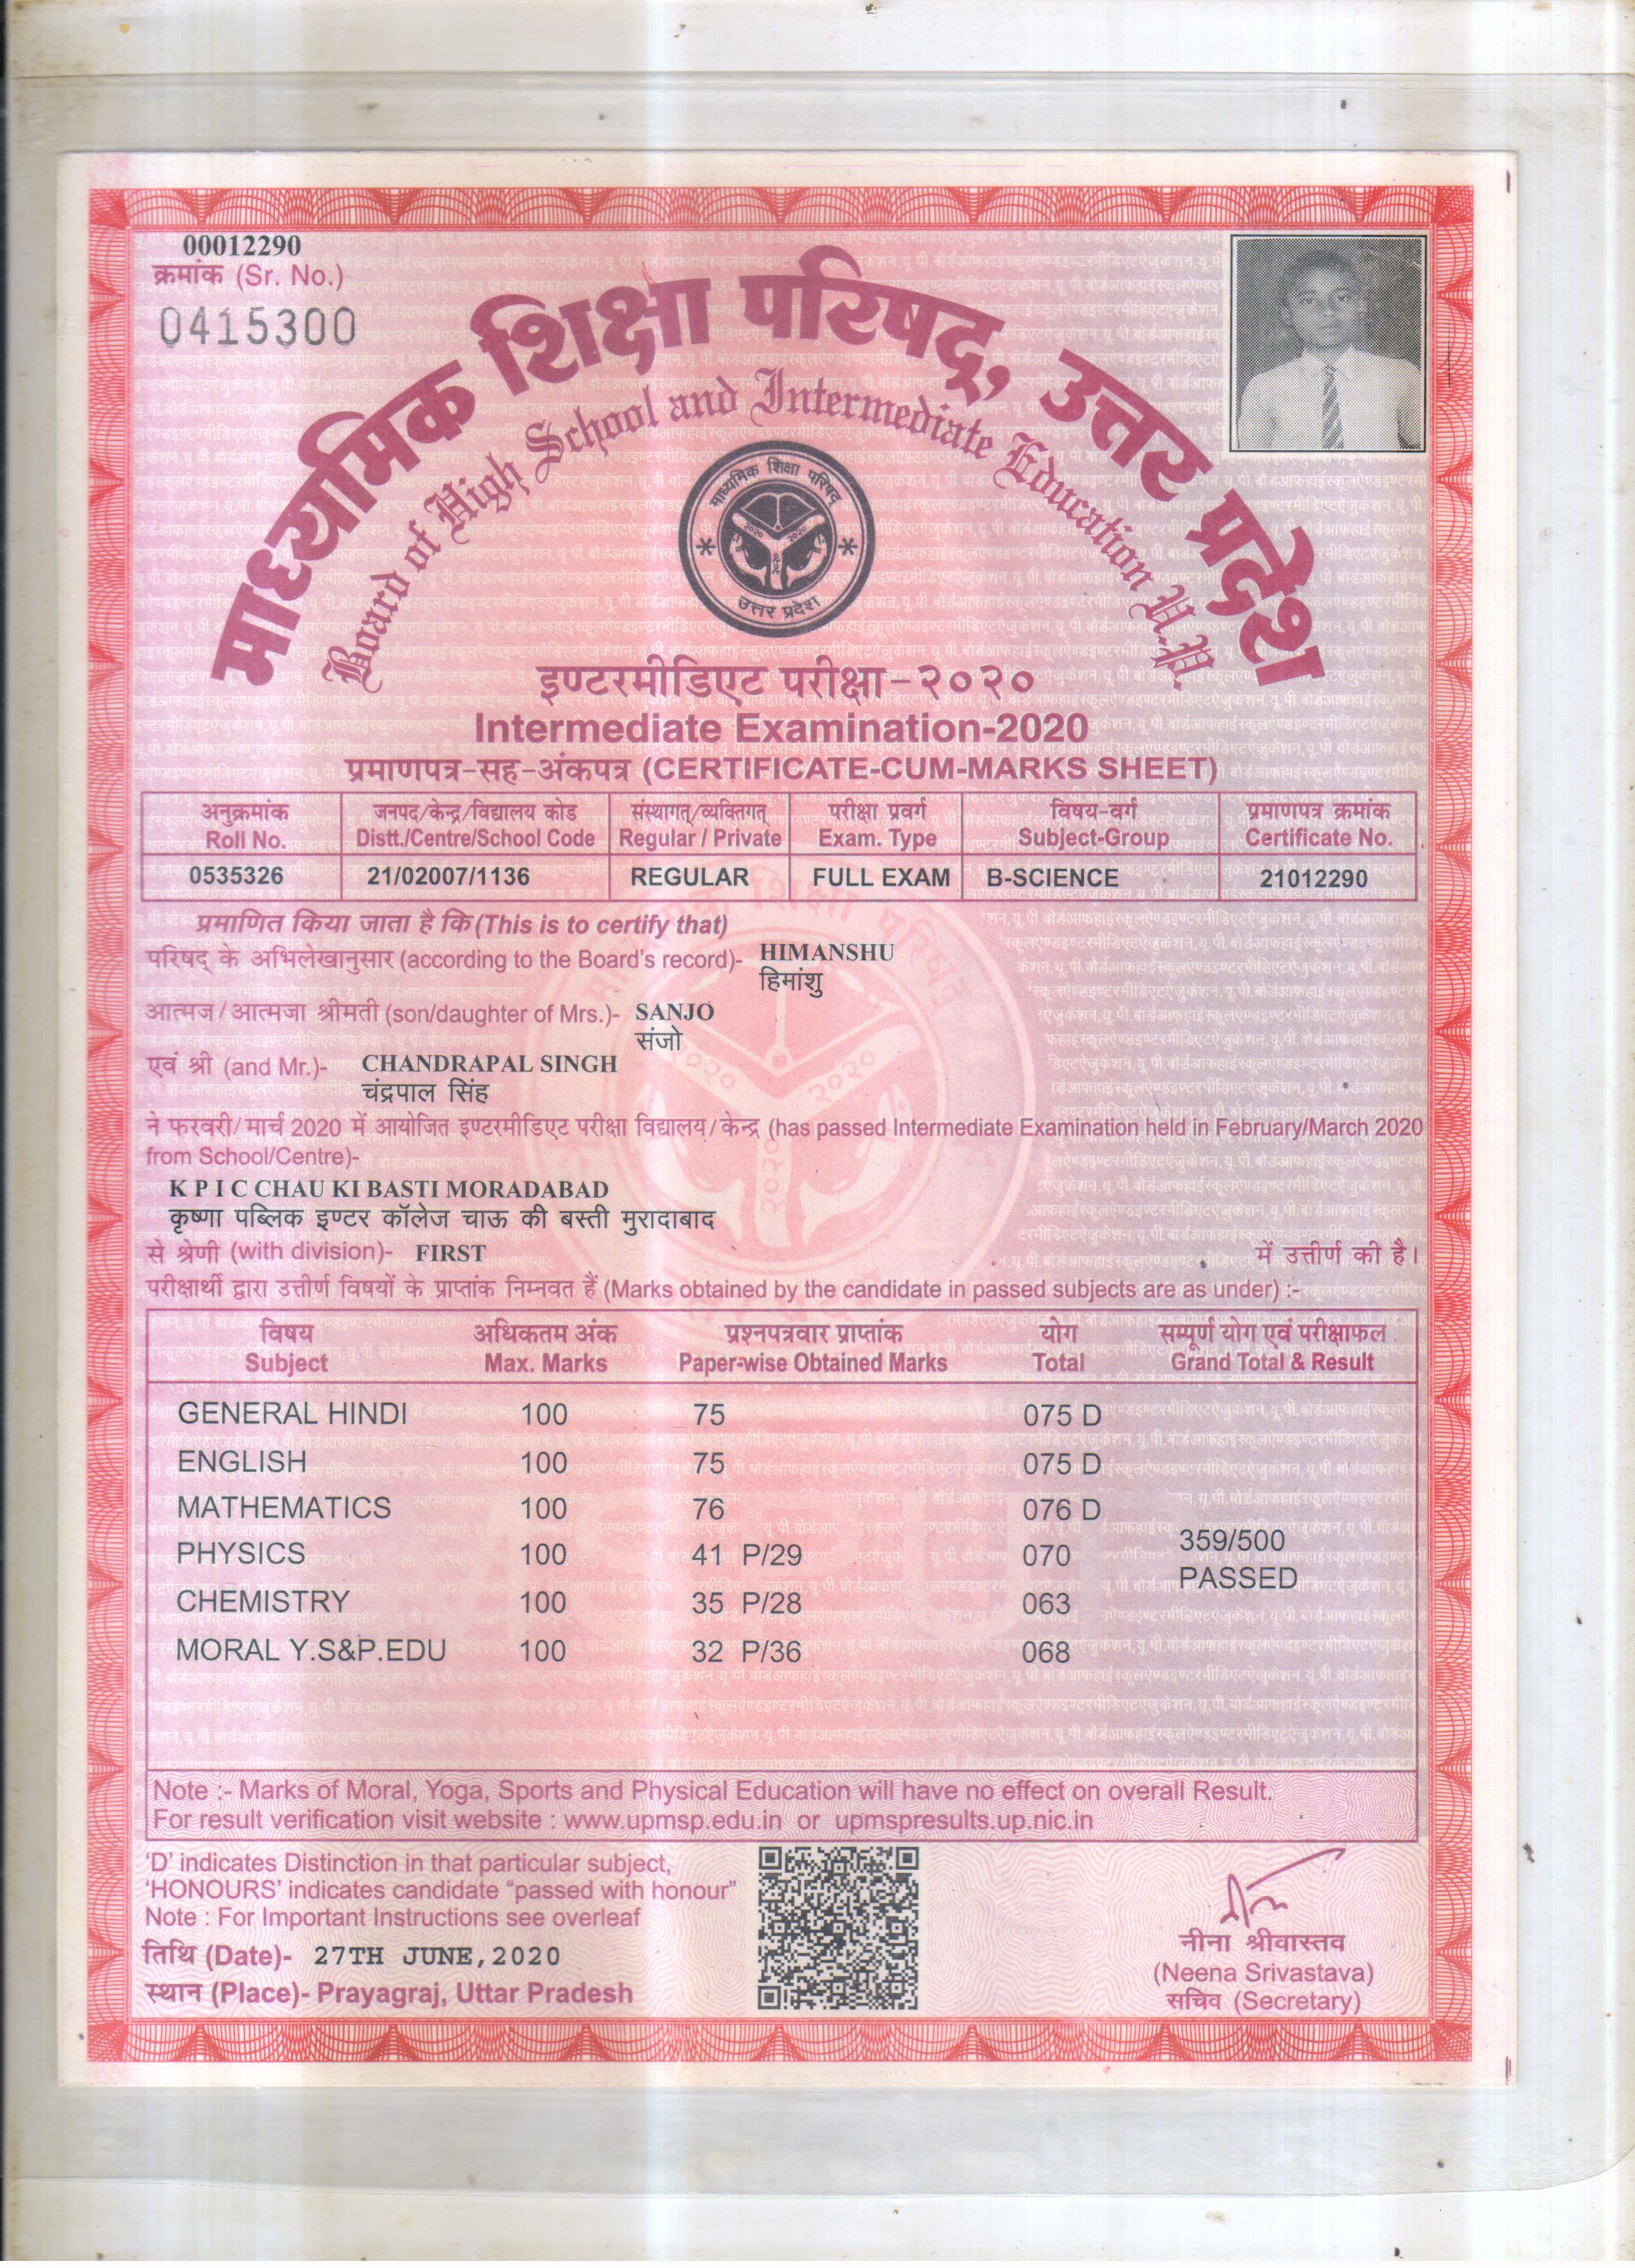 00012290
क्रमांक (Sr. No.)
0415300
माध्यमिक शिक्षा परिषद्, उत्तर प्रदेश
Board of High School and Intermediate Education U.P.
माध्यमिक शिक्षा परिषद्
२०२० २०२०
२०२०
उत्तर प्रदेश
इण्टरमीडिएट परीक्षा-२०२०
Intermediate Examination-2020
प्रमाणपत्र-सह-अंकपत्र (CERTIFICATE-CUM-MARKS SHEET)
अनुक्रमांक जनपद/केन्द्र/विद्यालय कोड संस्थागत्/व्यक्तिगत् परीक्षा प्रवर्ग विषय-वर्ग प्रमाणपत्र क्रमांक
Roll No. Distt./Centre/School Code Regular / Private Exam. Type Subject-Group Certificate No.
0535326 21/02007/1136 REGULAR FULL EXAM B-SCIENCE 21012290
प्रमाणित किया जाता है कि (This is to certify that)
परिषद् के अभिलेखानुसार (according to the Board's record)- HIMANSHU
हिमांशु
आत्मज/आत्मजा श्रीमती (son/daughter of Mrs.)- SANJO
संजो
एवं श्री (and Mr.)- CHANDRAPAL SINGH
चंद्रपाल सिंह
ने फरवरी/मार्च 2020 में आयोजित इण्टरमीडिएट परीक्षा विद्यालय/केन्द्र (has passed Intermediate Examination held in February/March 2020
from School/Centre)-
K P I C CHAU KI BASTI MORADABAD
कृष्णा पब्लिक इण्टर कॉलेज चाऊ की बस्ती मुरादाबाद
से श्रेणी (with division)- FIRST में उत्तीर्ण की है।
परीक्षार्थी द्वारा उत्तीर्ण विषयों के प्राप्तांक निम्नवत हैं (Marks obtained by the candidate in passed subjects are as under) :-
विषय अधिकतम अंक प्रश्नपत्रवार प्राप्तांक योग सम्पूर्ण योग एवं परीक्षाफल
Subject Max. Marks Paper-wise Obtained Marks Total Grand Total & Result
GENERAL HINDI 100 75 075 D
ENGLISH 100 75 075 D
MATHEMATICS 100 76 076 D
359/500
PHYSICS 100 41 P/29 070
PASSED
CHEMISTRY 100 35 P/28 063
MORAL Y.S&P.EDU 100 32 P/36 068
Note :- Marks of Moral, Yoga, Sports and Physical Education will have no effect on overall Result.
For result verification visit website : www.upmsp.edu.in or upmspresults.up.nic.in
'D' indicates Distinction in that particular subject,
'HONOURS' indicates candidate "passed with honour"
Note : For Important Instructions see overleaf
तिथि (Date)- 27TH JUNE,2020
स्थान (Place)- Prayagraj, Uttar Pradesh
नीना श्रीवास्तव
(Neena Srivastava)
सचिव (Secretary)